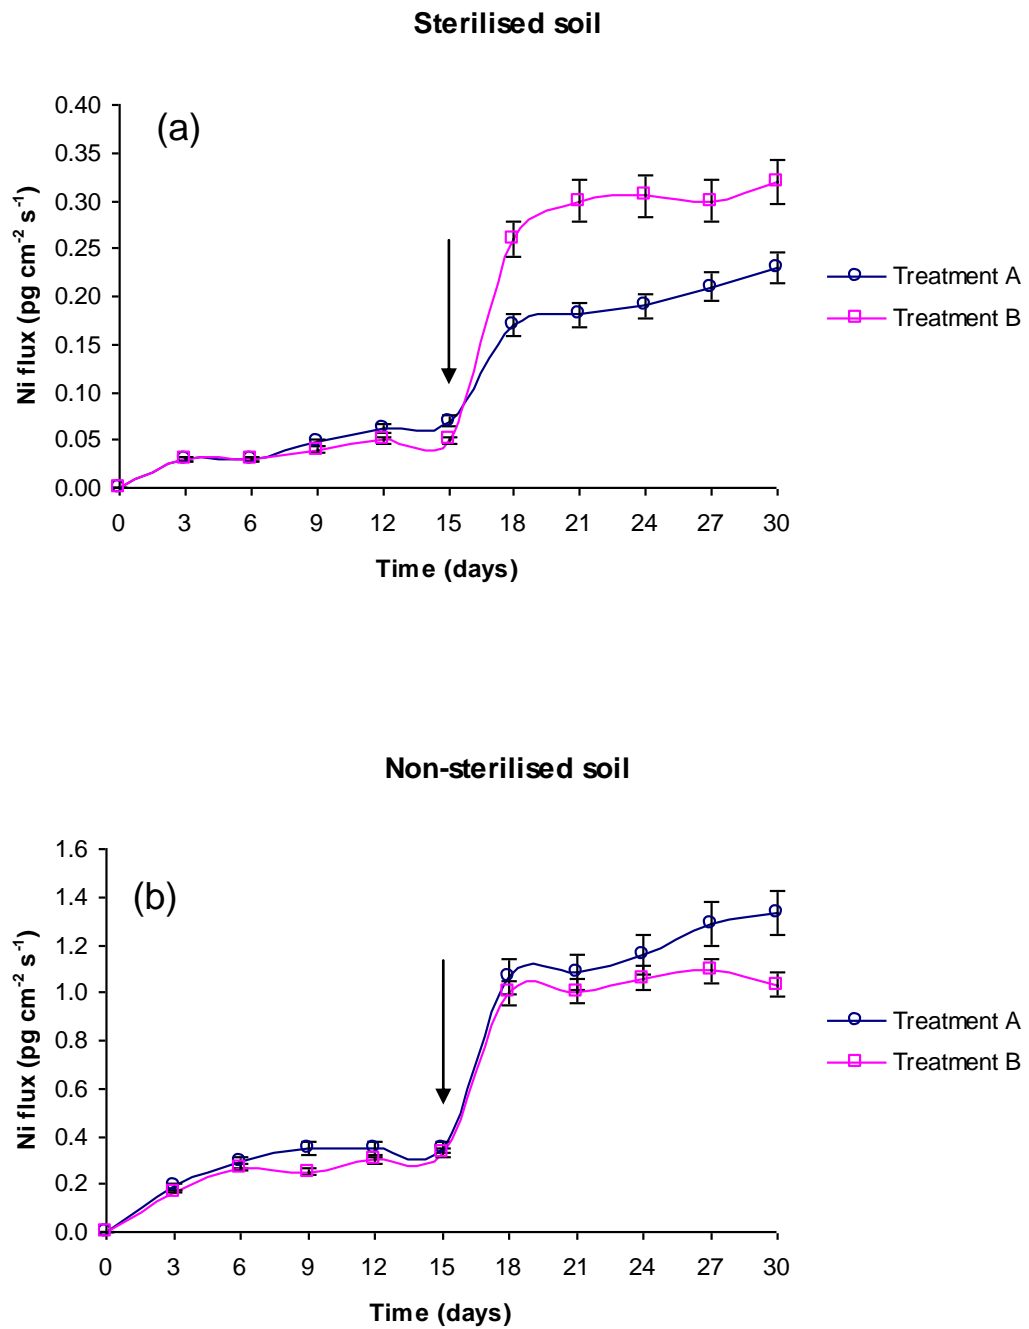 Sterilised soil
(a)
Ni flux (pg cm⁻² s⁻¹)
0.40
0.35
0.30
0.25
0.20
0.15
0.10
0.05
0.00
0 3 6 9 12 15 18 21 24 27 30
Time (days)
Treatment A
Treatment B
Non-sterilised soil
(b)
Ni flux (pg cm⁻² s⁻¹)
1.6
1.4
1.2
1.0
0.8
0.6
0.4
0.2
0.0
0 3 6 9 12 15 18 21 24 27 30
Time (days)
Treatment A
Treatment B